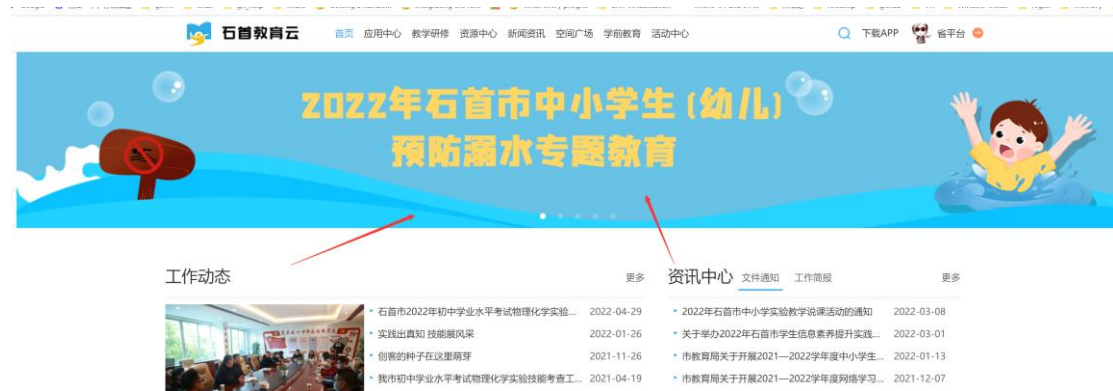 石首教育云
首页 应用中心 教学研修 资源中心 新闻资讯 空间广场 学前教育 活动中心
下载APP 省平台
2022年石首市中小学生(幼儿)
预防溺水专题教育
工作动态 更多
石首市2022年初中学业水平考试物理化学实验... 2022-04-29
实践出真知 技能展风采 2022-01-26
创客的种子在这里萌芽 2021-11-26
我市初中学业水平考试物理化学实验技能考查工... 2021-04-19
资讯中心 文件通知 工作简报 更多
2022年石首市中小学实验教学说课活动的通知 2022-03-08
关于举办2022年石首市学生信息素养提升实践... 2022-03-01
市教育局关于开展2021—2022学年度中小学生... 2022-01-13
市教育局关于开展2021—2022学年度网络学习... 2021-12-07